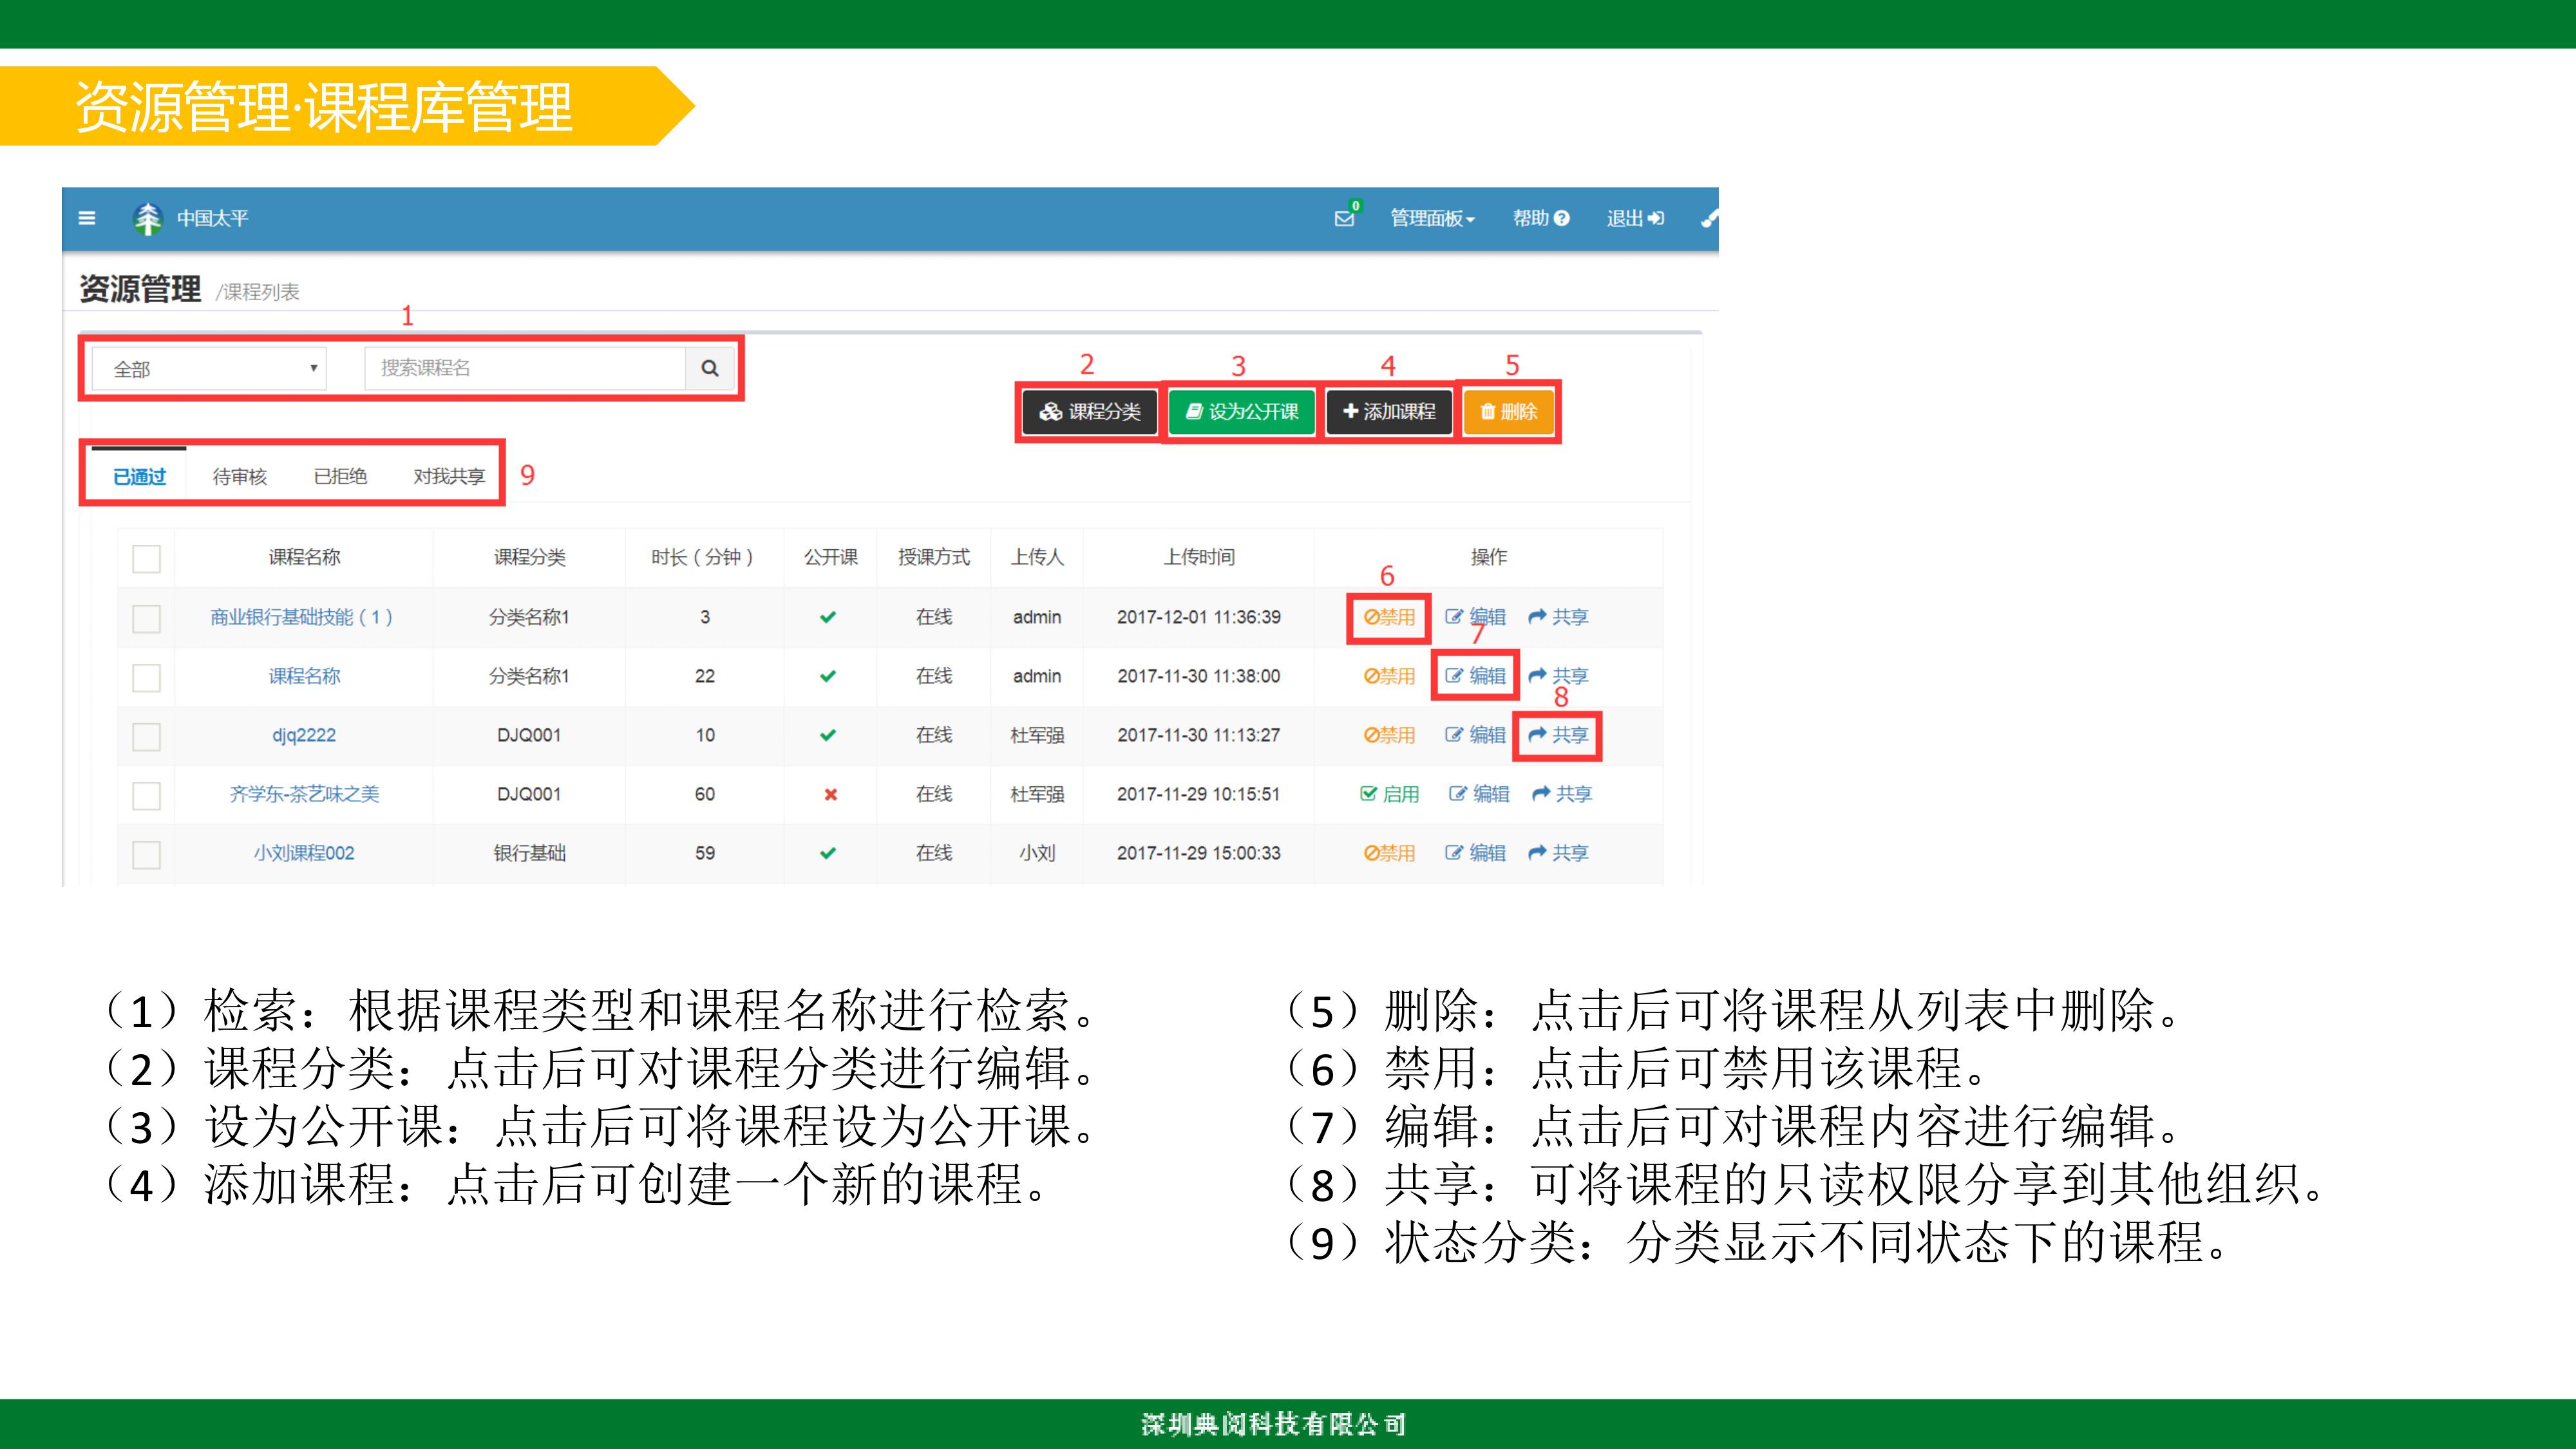 资源管理·课程库管理
中国太平
0
管理面板
帮助
退出
资源管理 /课程列表
1
全部
搜索课程名
2 3 4 5
课程分类 设为公开课 添加课程 删除
已通过 待审核 已拒绝 对我共享 9
课程名称 课程分类 时长（分钟） 公开课 授课方式 上传人 上传时间 操作
6
商业银行基础技能（1） 分类名称1 3 在线 admin 2017-12-01 11:36:39 禁用 编辑 共享
7
课程名称 分类名称1 22 在线 admin 2017-11-30 11:38:00 禁用 编辑 共享
8
djq2222 DJQ001 10 在线 杜军强 2017-11-30 11:13:27 禁用 编辑 共享
齐学东-茶艺味之美 DJQ001 60 在线 杜军强 2017-11-29 10:15:51 启用 编辑 共享
小刘课程002 银行基础 59 在线 小刘 2017-11-29 15:00:33 禁用 编辑 共享
（1）检索：根据课程类型和课程名称进行检索。
（2）课程分类：点击后可对课程分类进行编辑。
（3）设为公开课：点击后可将课程设为公开课。
（4）添加课程：点击后可创建一个新的课程。
（5）删除：点击后可将课程从列表中删除。
（6）禁用：点击后可禁用该课程。
（7）编辑：点击后可对课程内容进行编辑。
（8）共享：可将课程的只读权限分享到其他组织。
（9）状态分类：分类显示不同状态下的课程。
深圳典阅科技有限公司